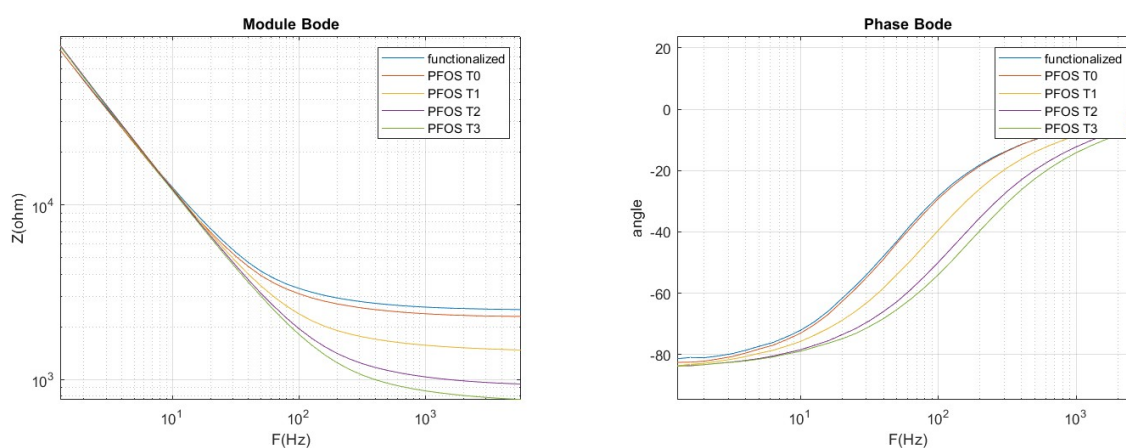 Module Bode
functionalized
PFOS T0
PFOS T1
PFOS T2
PFOS T3
Z(ohm)
10^4
10^3
10^1
10^2
10^3
F(Hz)
Phase Bode
functionalized
PFOS T0
PFOS T1
PFOS T2
PFOS T3
angle
20
0
-20
-40
-60
-80
10^1
10^2
10^3
F(Hz)